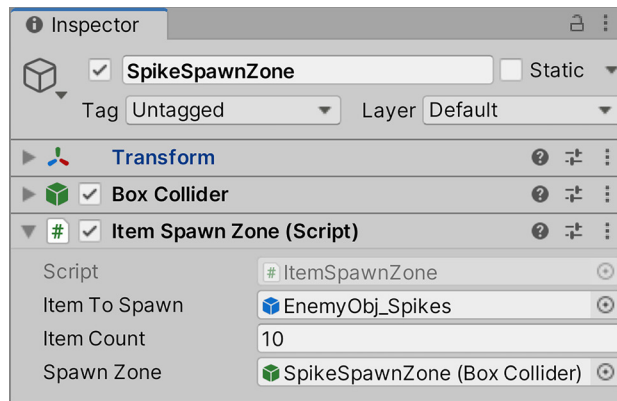 Inspector
SpikeSpawnZone Static
Tag Untagged Layer Default
Transform
Box Collider
# Item Spawn Zone (Script)
Script # ItemSpawnZone
Item To Spawn EnemyObj_Spikes
Item Count 10
Spawn Zone SpikeSpawnZone (Box Collider)